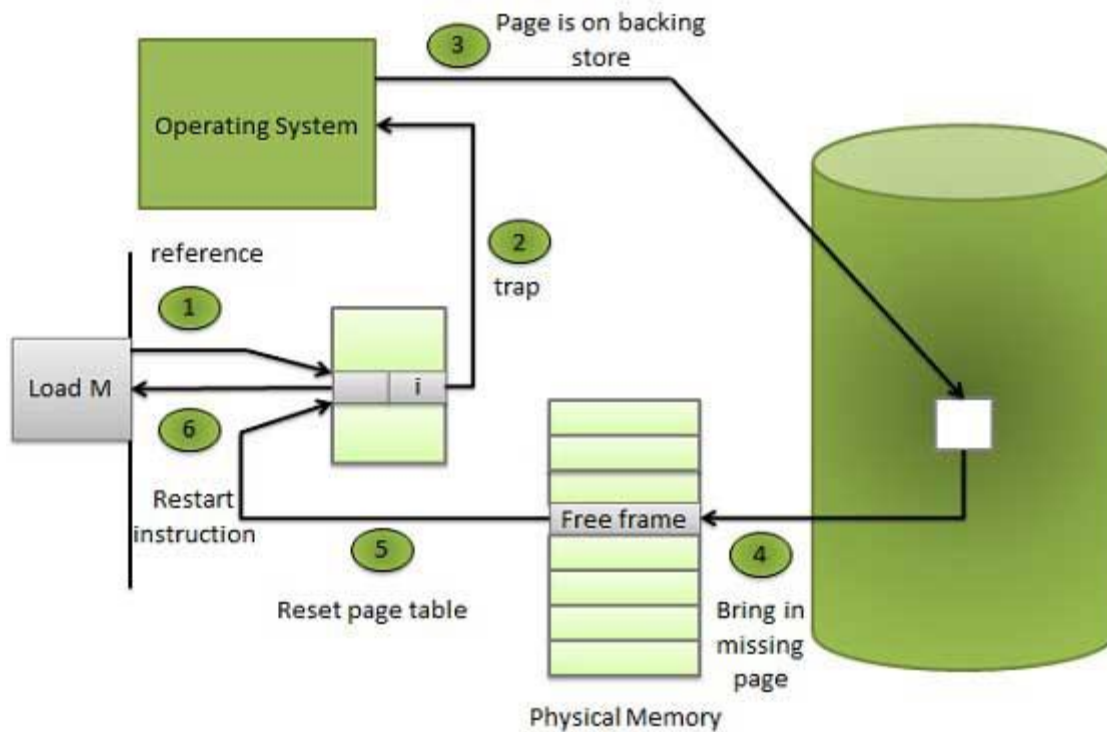 Page is on backing
store
3
Operating System
2
trap
reference
1
Load M
i
6
Restart
instruction
Free frame
5
Reset page table
4
Bring in
missing
page
Physical Memory